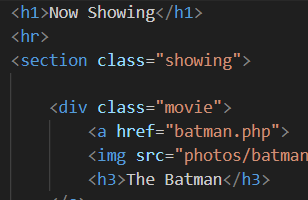 <h1>Now Showing</h1>
<hr>
<section class="showing">
<div class="movie">
<a href="batman.php">
<img src="photos/batman
<h3>The Batman</h3>